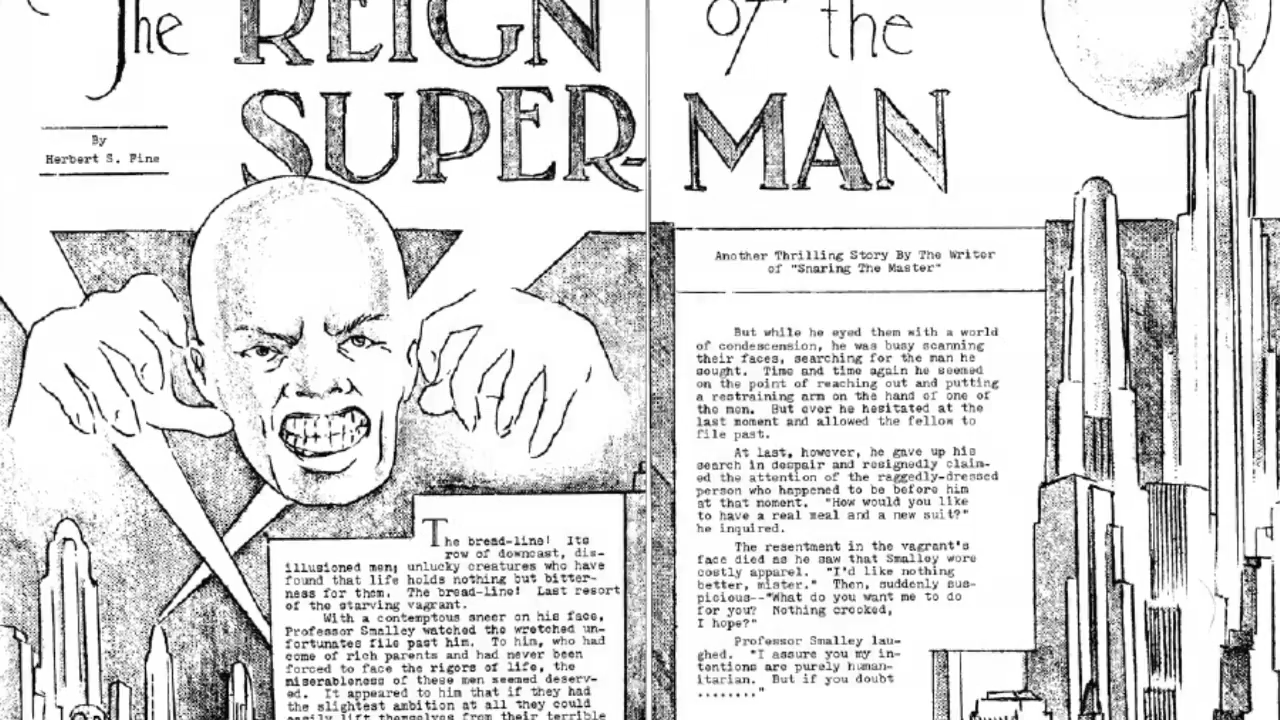 The REIGN of the
SUPER-MAN
By
Herbert S. Fine
The bread-line! Its
row of downcast, dis-
illusioned men; unlucky creatures who have
found that life holds nothing but bitter-
ness for them. The bread-line! Last resort
of the starving vagrant.
With a contemptous sneer on his face,
Professor Smalley watched the wretched un-
fortunates file past him. To him, who had
come of rich parents and had never been
forced to face the rigors of life, the
miserableness of these men seemed deserv-
ed. It appeared to him that if they had
the slightest ambition at all they could
easily lift themselves from their terrible
Another Thrilling Story By The Writer
of "Snaring The Master"
But while he eyed them with a world
of condescension, he was busy scanning
their faces, searching for the man he
sought. Time and time again he seemed
on the point of reaching out and putting
a restraining arm on the hand of one of
the men. But ever he hesitated at the
last moment and allowed the fellow to
file past.
At last, however, he gave up his
search in despair and resignedly claim-
ed the attention of the raggedly-dressed
person who happened to be before him
at that moment. "How would you like
to have a real meal and a new suit?"
he inquired.
The resentment in the vagrant's
face died as he saw that Smalley wore
costly apparel. "I'd like nothing
better, mister." Then, suddenly sus-
picious--"What do you want me to do
for you? Nothing crooked,
I hope?"
Professor Smalley lau-
ghed. "I assure you my in-
tentions are purely human-
itarian. But if you doubt
........"